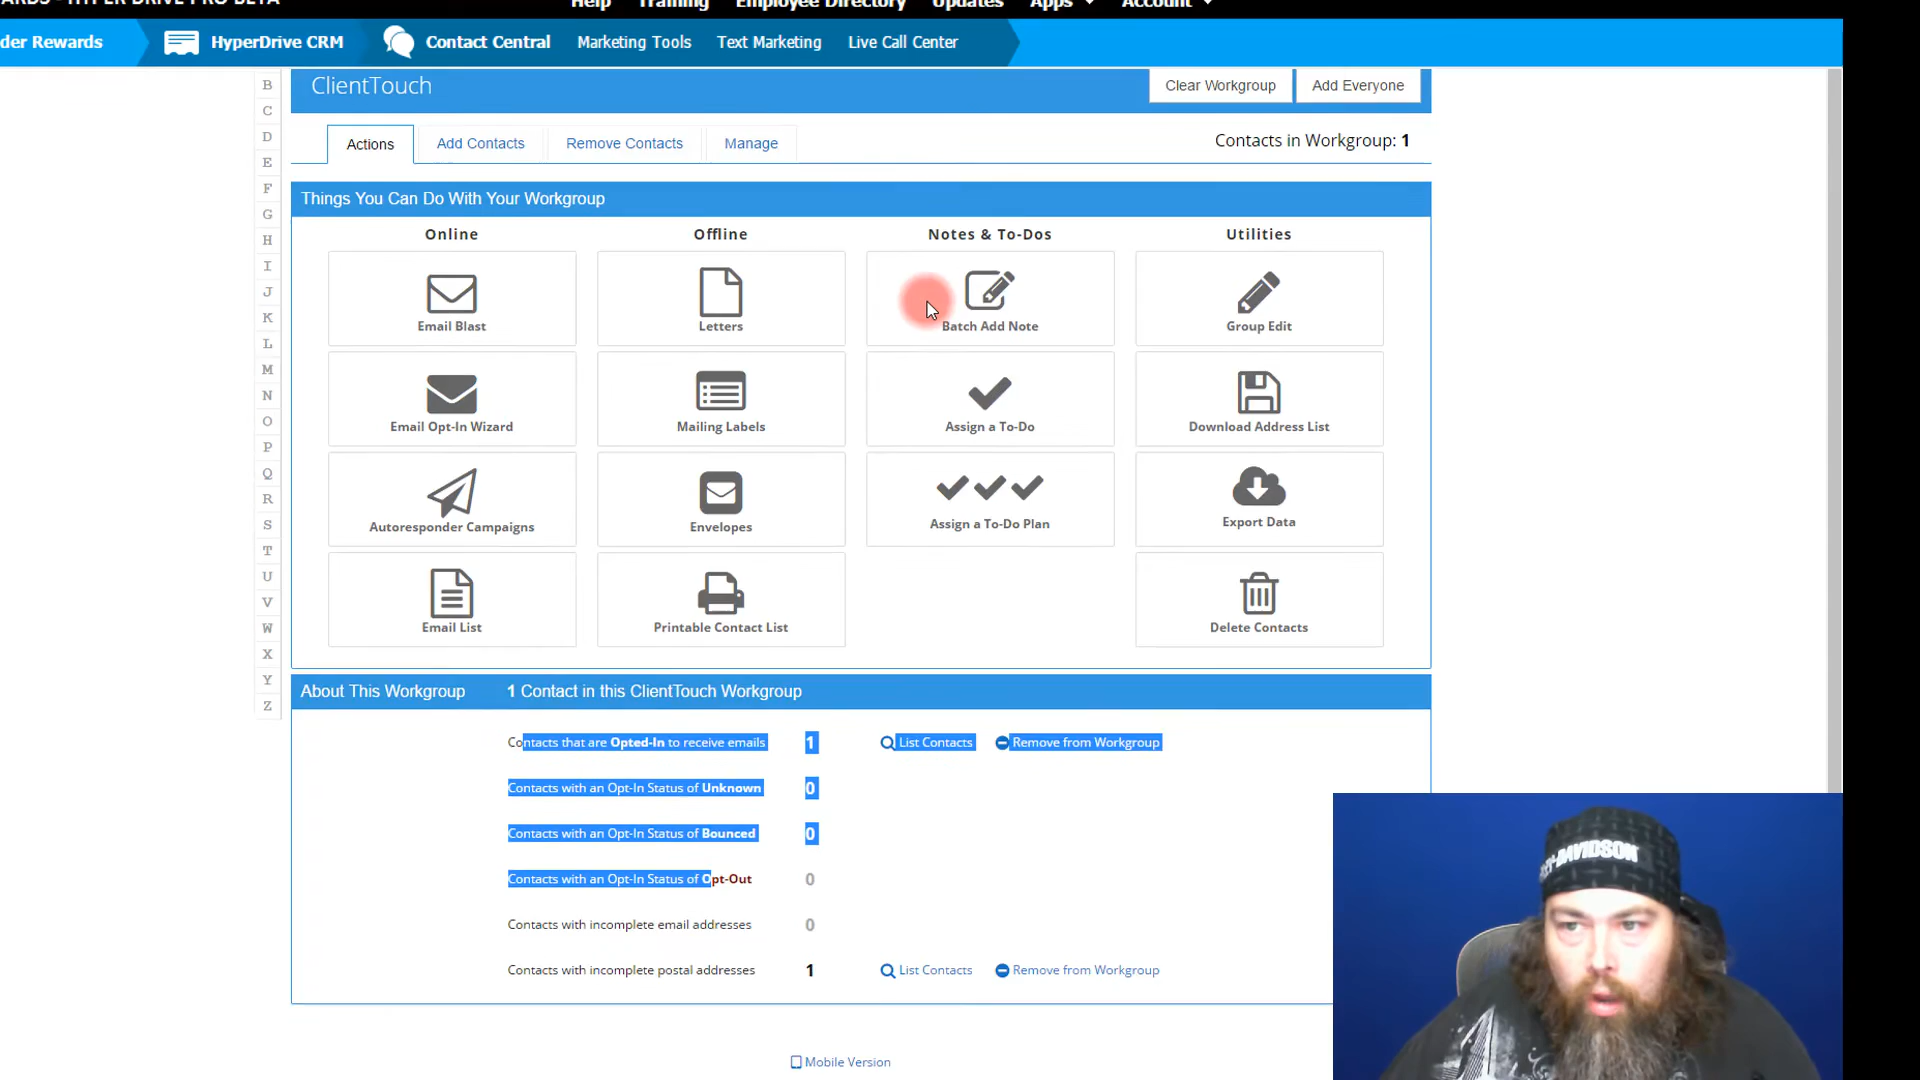 HYPER DRIVE PRO BETA
Help Training Employee Directory Updates Apps Account
der Rewards HyperDrive CRM Contact Central Marketing Tools Text Marketing Live Call Center
ClientTouch Clear Workgroup Add Everyone
Actions Add Contacts Remove Contacts Manage Contacts in Workgroup: 1
Things You Can Do With Your Workgroup
Online Offline Notes & To-Dos Utilities
Email Blast Letters Batch Add Note Group Edit
Email Opt-In Wizard Mailing Labels Assign a To-Do Download Address List
Autoresponder Campaigns Envelopes Assign a To-Do Plan Export Data
Email List Printable Contact List Delete Contacts
B
C
D
E
F
G
H
I
J
K
L
M
N
O
P
Q
R
S
T
U
V
W
X
Y
Z
About This Workgroup 1 Contact in this ClientTouch Workgroup
Contacts that are Opted-In to receive emails 1 List Contacts Remove from Workgroup
Contacts with an Opt-In Status of Unknown 0
Contacts with an Opt-In Status of Bounced 0
Contacts with an Opt-In Status of Opt-Out 0
Contacts with incomplete email addresses 0
Contacts with incomplete postal addresses 1 List Contacts Remove from Workgroup
Mobile Version